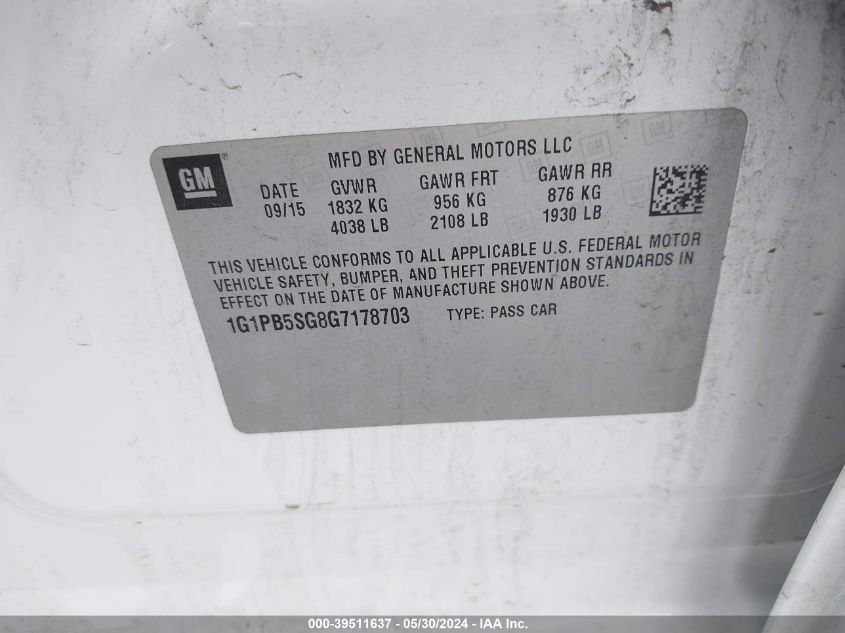 GM
MFD BY GENERAL MOTORS LLC
DATE GVWR GAWR FRT GAWR RR
09/15 1832 KG 956 KG 876 KG
4038 LB 2108 LB 1930 LB
THIS VEHICLE CONFORMS TO ALL APPLICABLE U.S. FEDERAL MOTOR
VEHICLE SAFETY, BUMPER, AND THEFT PREVENTION STANDARDS IN
EFFECT ON THE DATE OF MANUFACTURE SHOWN ABOVE.
1G1PB5SG8G7178703 TYPE: PASS CAR
000-39511637 - 05/30/2024 - IAA Inc.